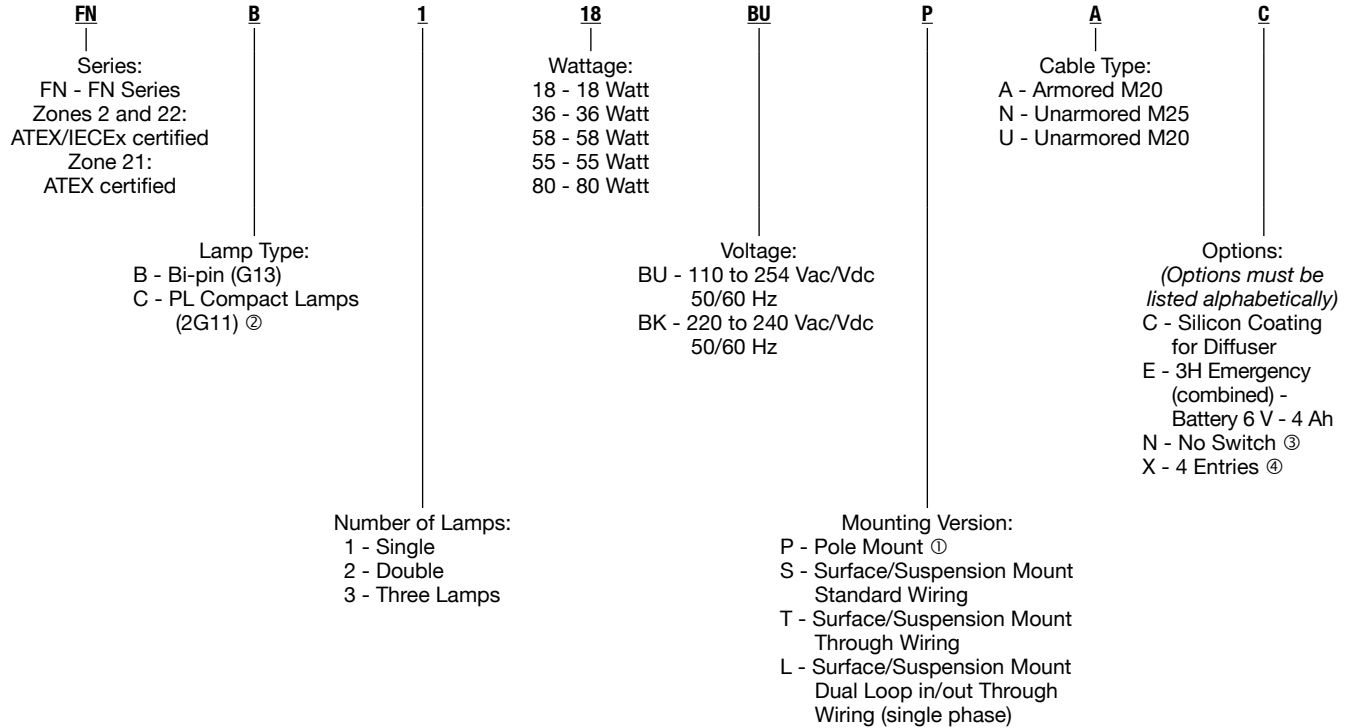 FN B 1 18 BU P A C
Series:
FN - FN Series
Zones 2 and 22:
ATEX/IECEx certified
Zone 21:
ATEX certified
Wattage:
18 - 18 Watt
36 - 36 Watt
58 - 58 Watt
55 - 55 Watt
80 - 80 Watt
Cable Type:
A - Armored M20
N - Unarmored M25
U - Unarmored M20
Lamp Type:
B - Bi-pin (G13)
C - PL Compact Lamps
(2G11) ②
Voltage:
BU - 110 to 254 Vac/Vdc
50/60 Hz
BK - 220 to 240 Vac/Vdc
50/60 Hz
Options:
(Options must be
listed alphabetically)
C - Silicon Coating
for Diffuser
E - 3H Emergency
(combined) -
Battery 6 V - 4 Ah
N - No Switch ③
X - 4 Entries ④
Number of Lamps:
1 - Single
2 - Double
3 - Three Lamps
Mounting Version:
P - Pole Mount ①
S - Surface/Suspension Mount
Standard Wiring
T - Surface/Suspension Mount
Through Wiring
L - Surface/Suspension Mount
Dual Loop in/out Through
Wiring (single phase)